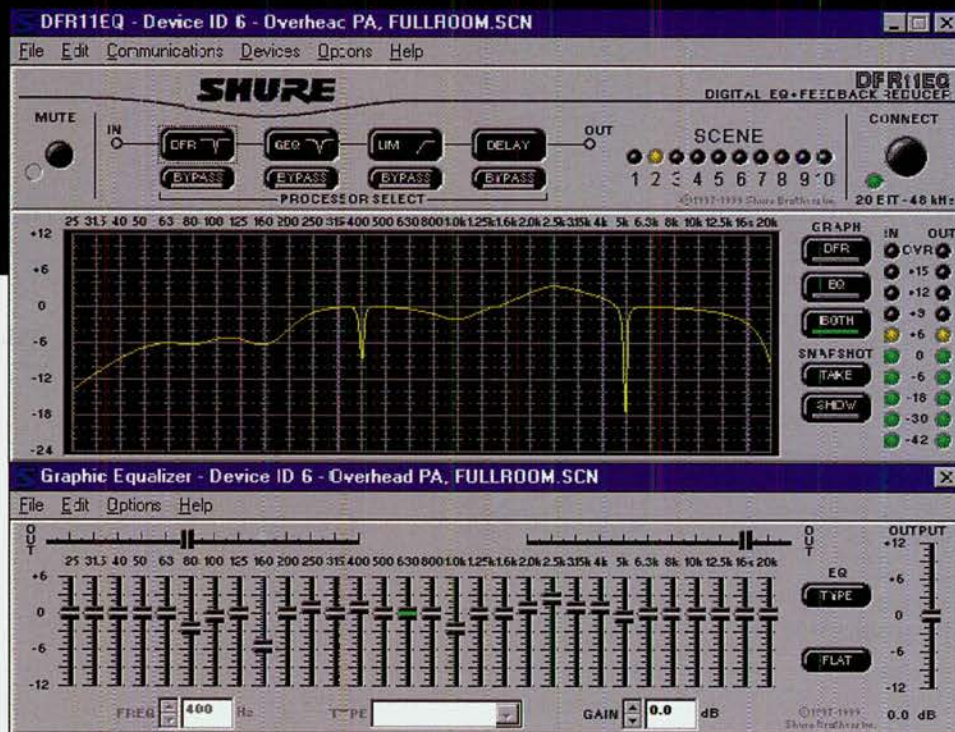 DFR11EQ - Device ID 6 - Overheac PA, FULLROOM.SCN
File Edit Communications Devices Options Help
SHURE
DFR11EQ
DIGITAL EQ+FEEDBACK REDUCER
MUTE
IN
DFR
GEQ
LIM
DELAY
OUT
BYPASS BYPASS BYPASS BYPASS
PROCESSOR SELECT
SCENE
1 2 3 4 5 6 7 8 9 10
©1997-1999 Shure Brothers Inc.
CONNECT
20 BIT - 48 kHz
25 31.5 40 50 63 80 100 125 160 200 250 315 400 500 630 800 1.0k 1.25k 1.6k 2.0k 2.5k 3.15k 4k 5k 6.3k 8k 10k 12.5k 16k 20k
+12
+6
0
-6
-12
-18
-24
GRAPH
DFR
EQ
BOTH
SNAPSHOT
TAKE
SHOW
IN OUT
OVR
+15
+12
+9
+6
0
-6
-18
-30
-42
Graphic Equalizer - Device ID 6 - Overhead PA, FULLROOM.SCN
File Edit Options Help
OUT
OUT
25 31.5 40 50 63 80 100 125 160 200 250 315 400 500 630 800 1.0k 1.25k 1.6k 2.0k 2.5k 3.15k 4k 5k 6.3k 8k 10k 12.5k 16k 20k
+6
0
-6
-12
EQ
TYPE
FLAT
OUTPUT
+12
+6
0
-6
-12
0.0 dB
FREQ 400 Hz
TYPE
GAIN 0.0 dB
©1997-1999
Shure Brothers Inc.